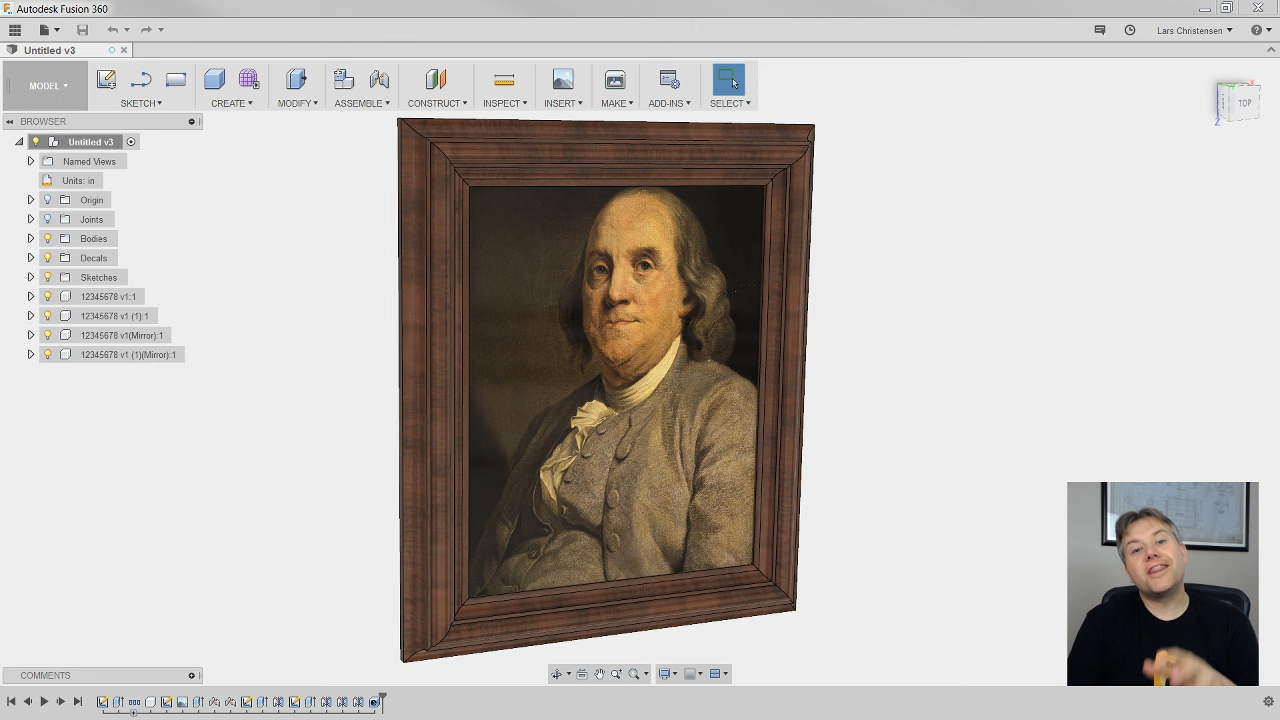 Autodesk Fusion 360
Lars Christensen
Untitled v3
MODEL
SKETCH
CREATE
MODIFY
ASSEMBLE
CONSTRUCT
INSPECT
INSERT
MAKE
ADD-INS
SELECT
TOP
BROWSER
Untitled v3
Named Views
Units: in
Origin
Joints
Bodies
Decals
Sketches
12345678 v1:1
12345678 v1 (1):1
12345678 v1(Mirror):1
12345678 v1 (1)(Mirror):1
COMMENTS